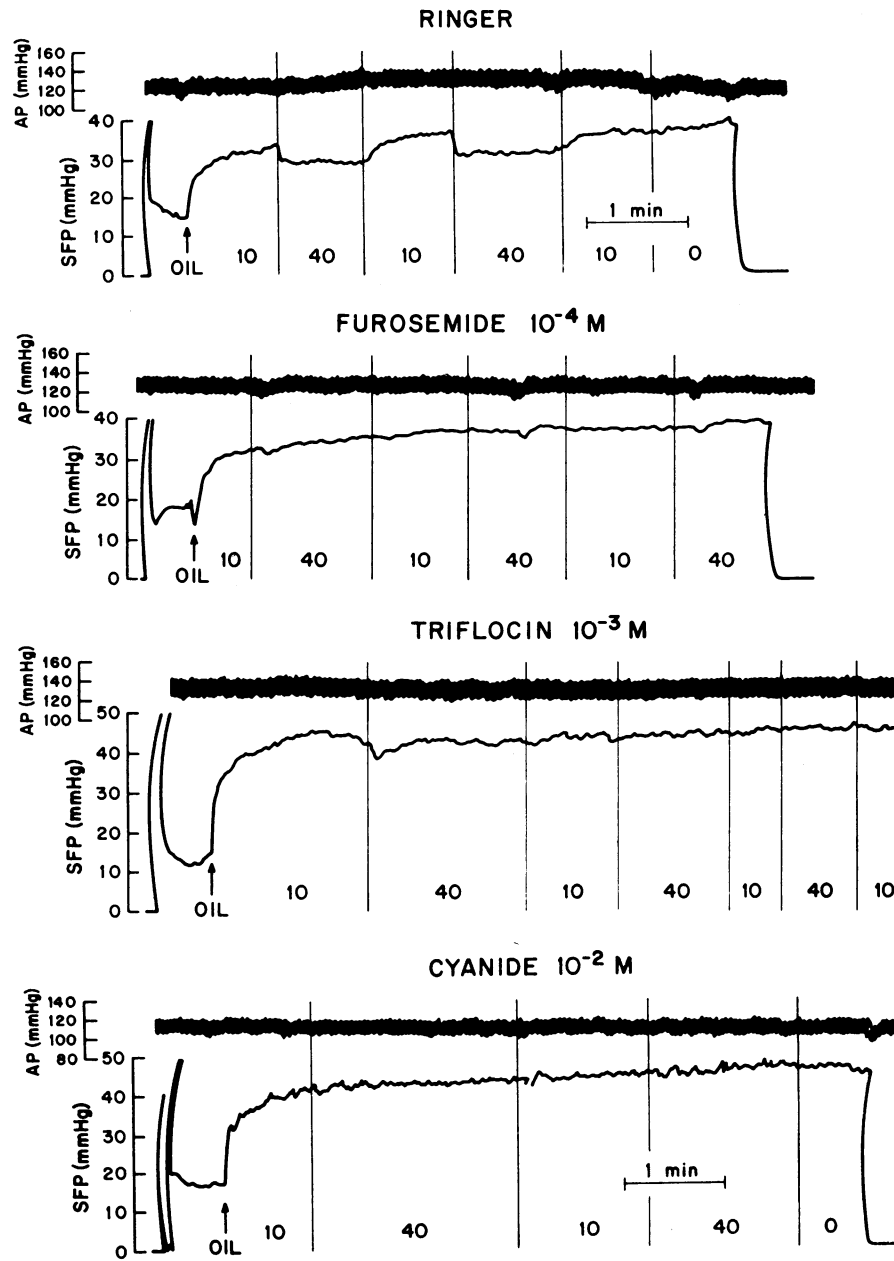 RINGER
AP (mmHg)
160
140
120
100
SFP (mmHg)
40
30
20
10
0
OIL
10 40 10 40 10 0
1 min
FUROSEMIDE 10⁻⁴ M
AP (mmHg)
160
140
120
100
SFP (mmHg)
40
30
20
10
0
OIL
10 40 10 40 10 40
TRIFLOCIN 10⁻³ M
AP (mmHg)
160
140
120
100
SFP (mmHg)
50
40
30
20
10
0
OIL
10 40 10 40 10 40 10
CYANIDE 10⁻² M
AP (mmHg)
140
120
100
80
SFP (mmHg)
50
40
30
20
10
0
OIL
1 min
10 40 10 40 0